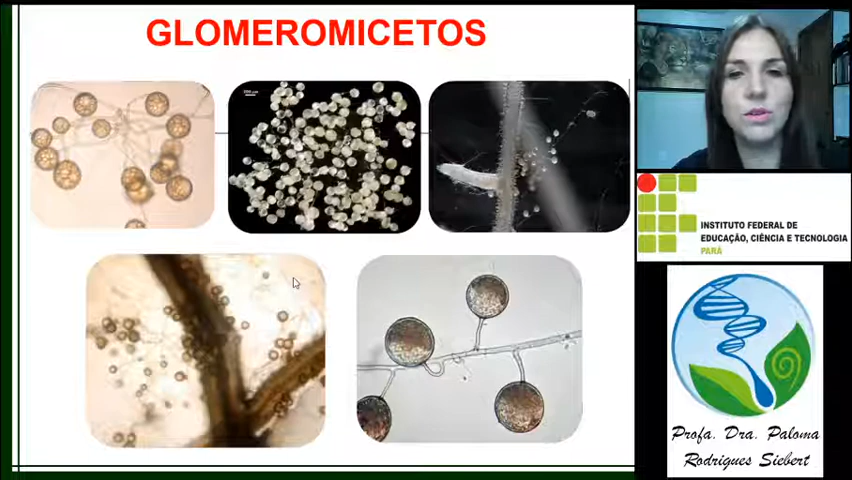 GLOMEROMICETOS
INSTITUTO FEDERAL DE
EDUCAÇÃO, CIÊNCIA E TECNOLOGIA
PARÁ
Profa. Dra. Paloma
Rodrigues Siebert